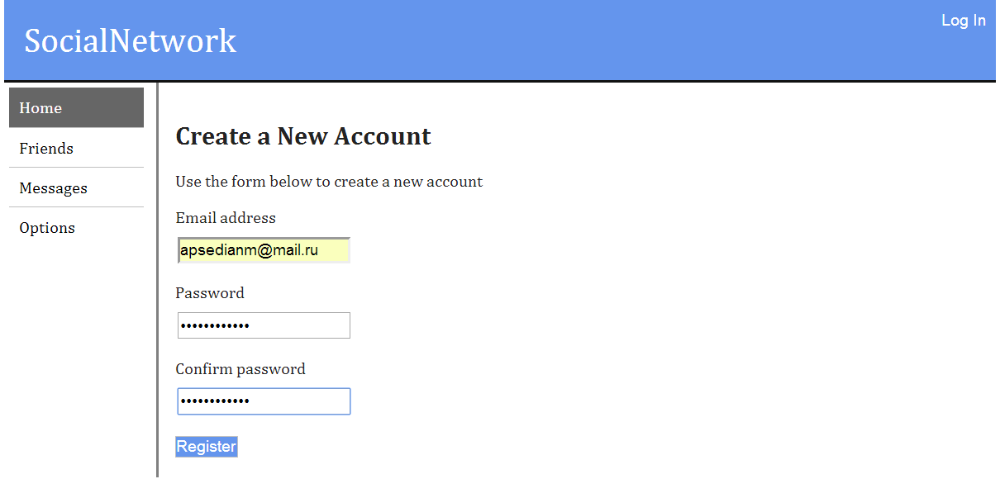 Log In
SocialNetwork
Home
Friends
Messages
Options
Create a New Account
Use the form below to create a new account
Email address
apsedianm@mail.ru
Password
••••••••••••
Confirm password
••••••••••••
Register